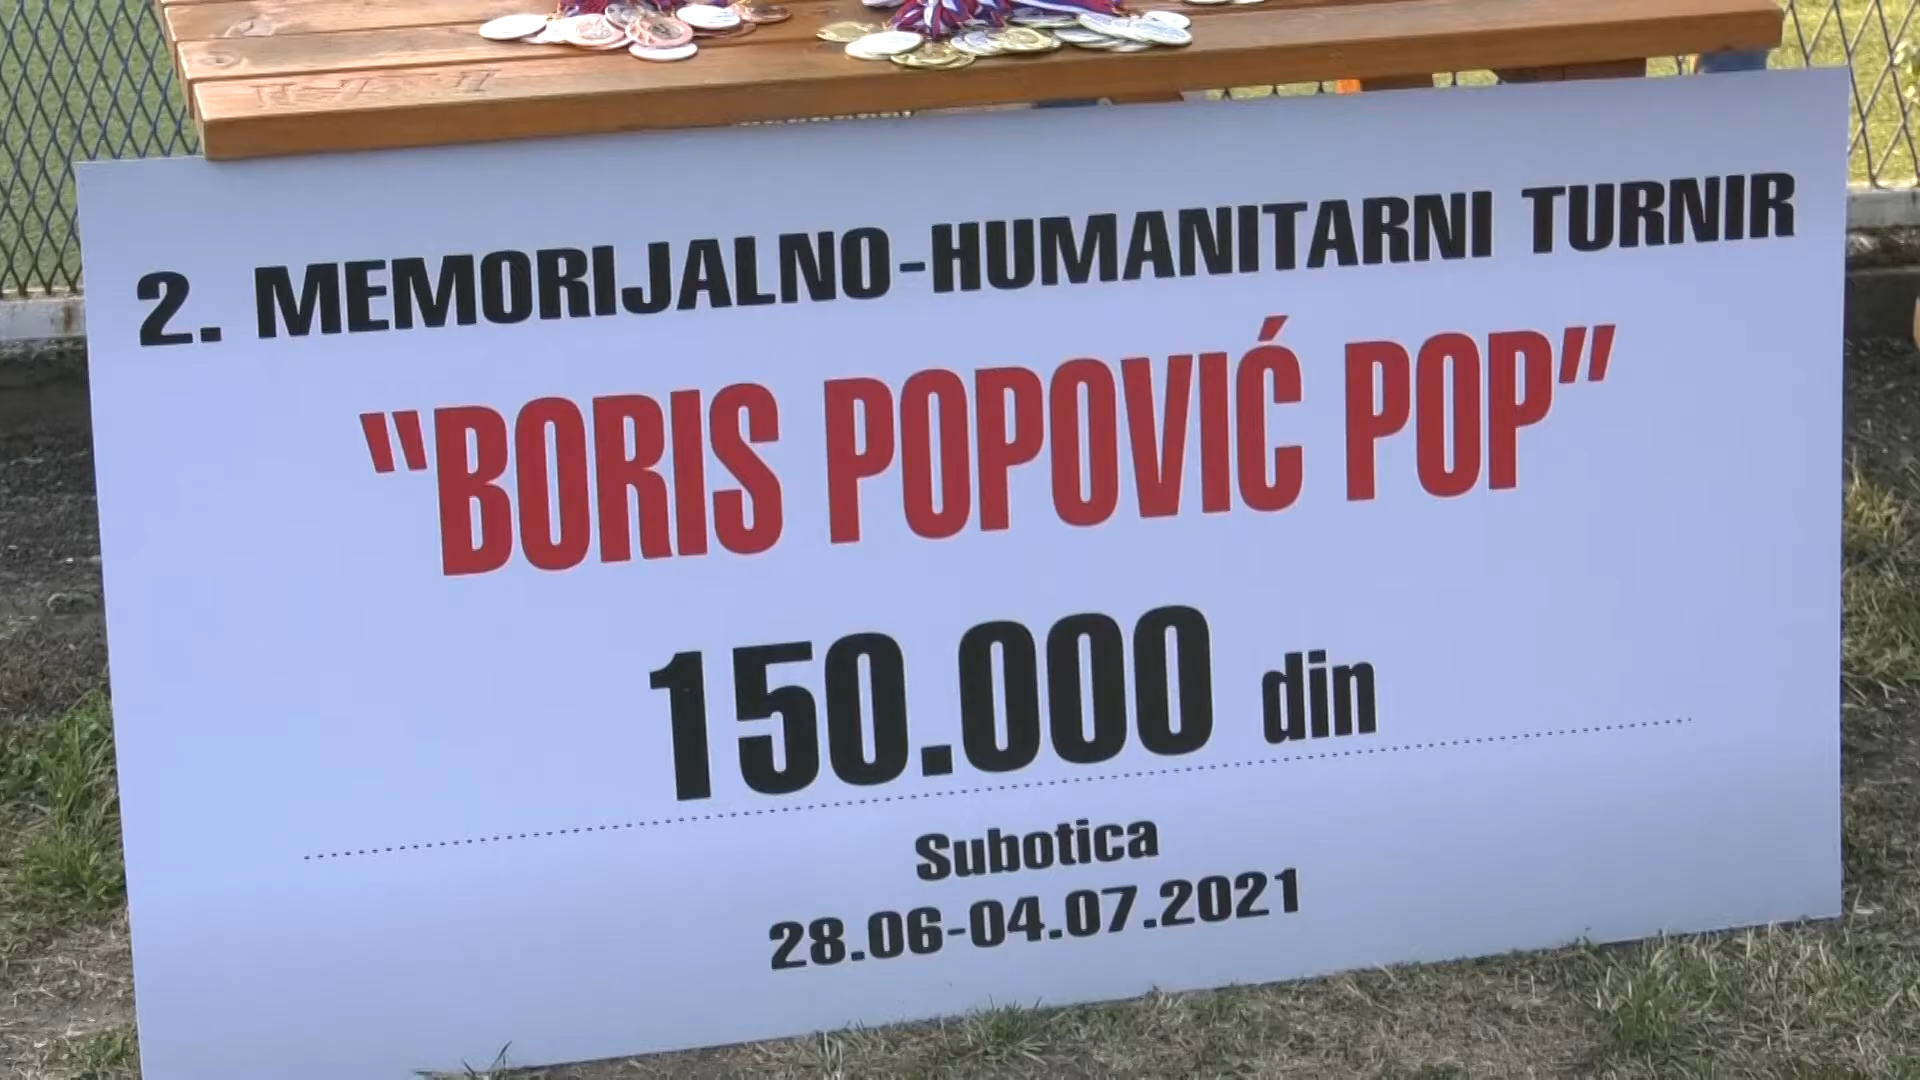 2. MEMORIJALNO-HUMANITARNI TURNIR
"BORIS POPOVIĆ POP"
150.000 din
Subotica
28.06-04.07.2021